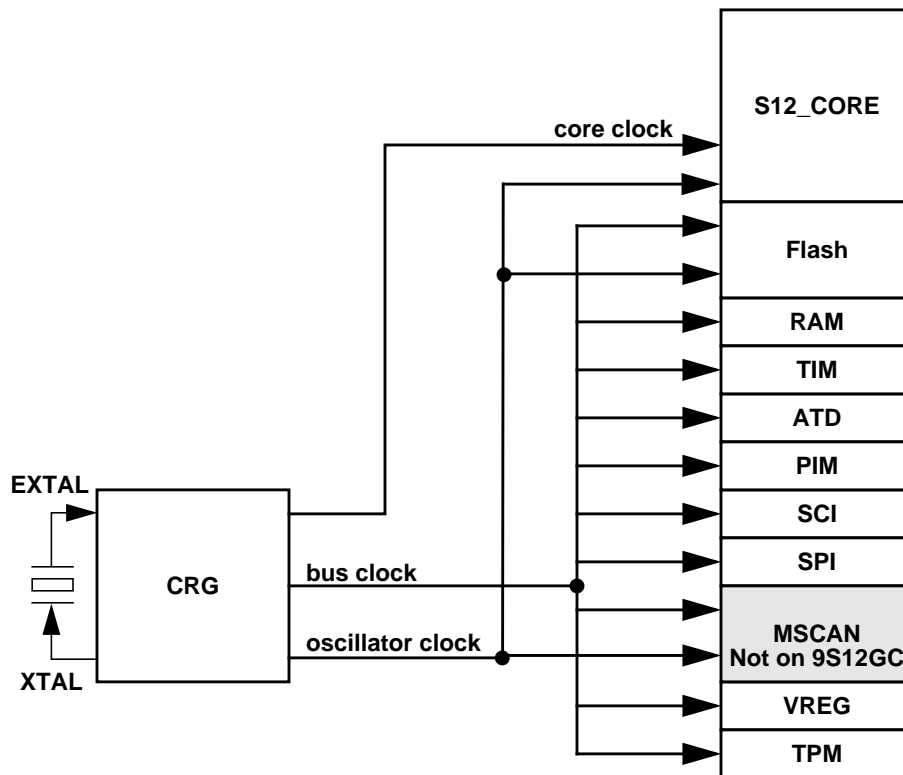 S12_CORE
core clock
Flash
RAM
TIM
ATD
PIM
EXTAL
SCI
SPI
bus clock
CRG
MSCAN
Not on 9S12GC
oscillator clock
XTAL
VREG
TPM